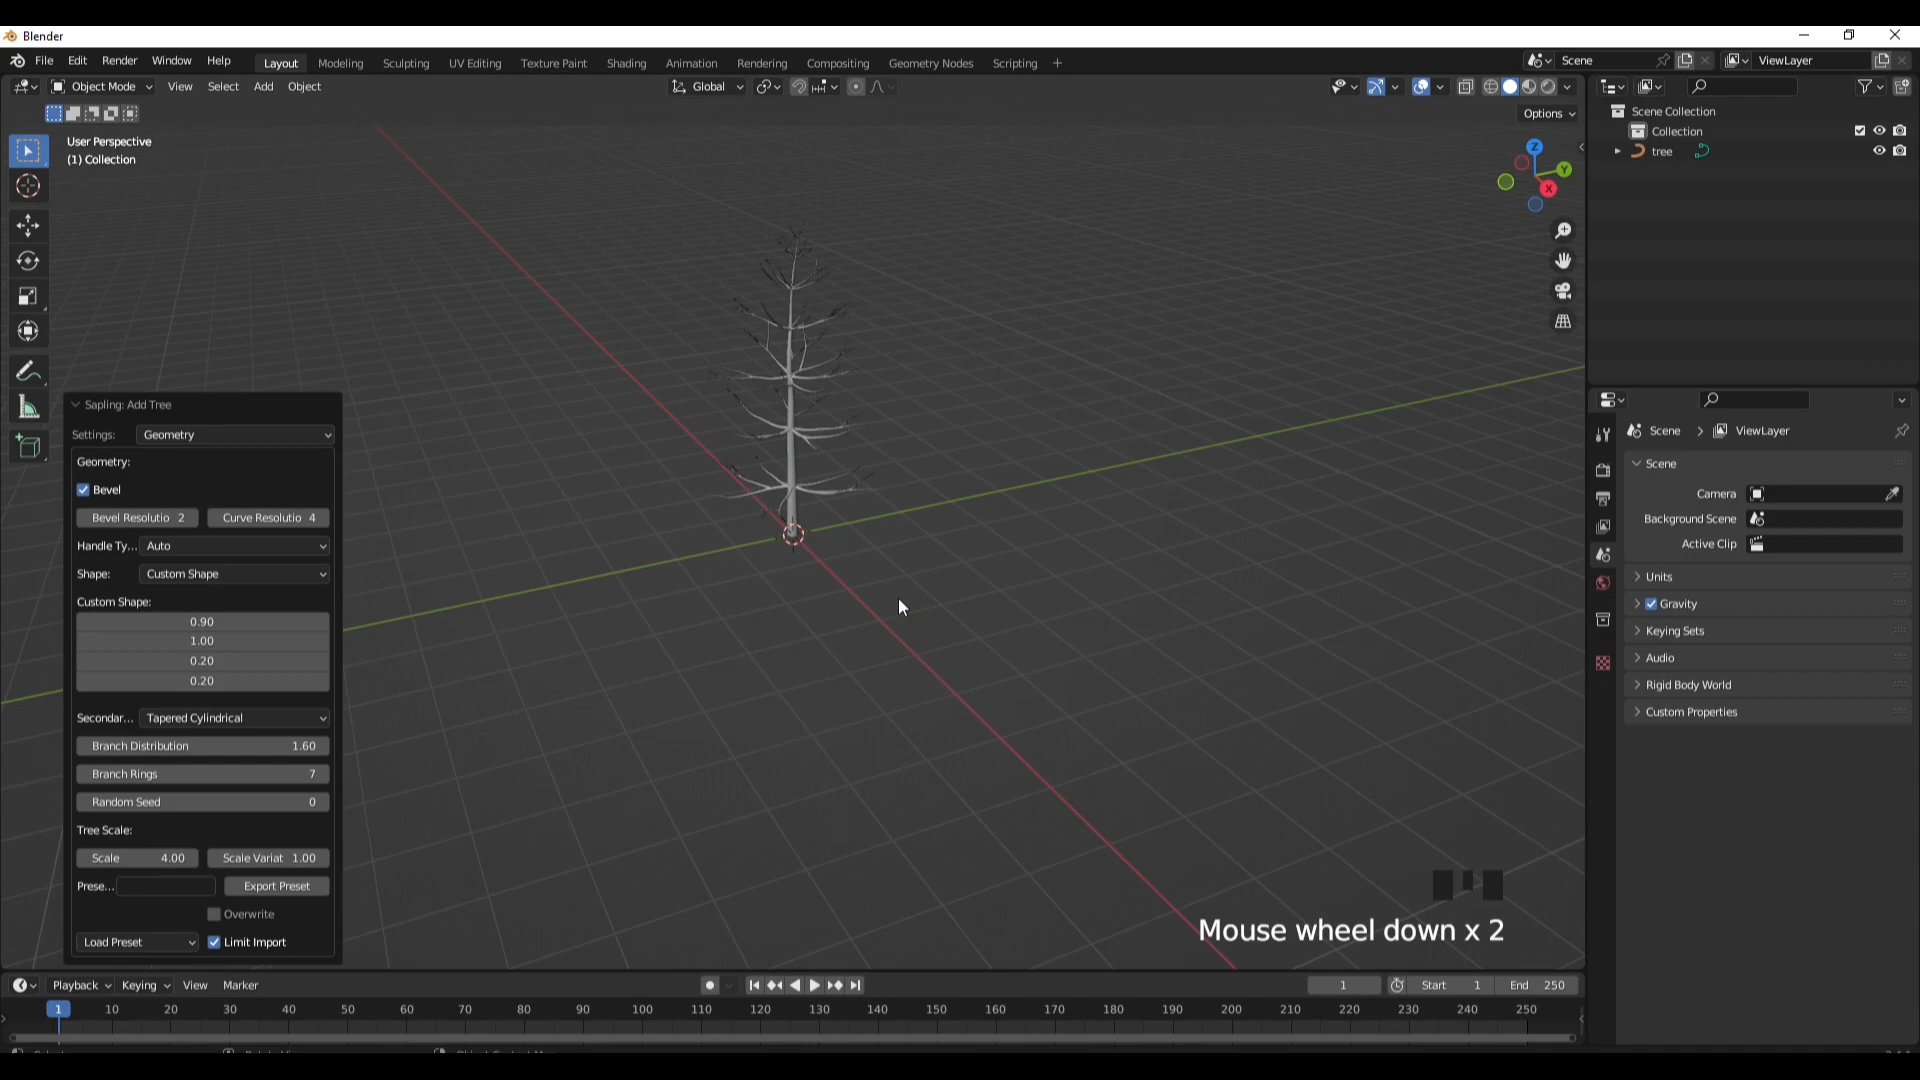 Blender
File Edit Render Window Help Layout Modeling Sculpting UV Editing Texture Paint Shading Animation Rendering Compositing Geometry Nodes Scripting + Scene ViewLayer
Object Mode View Select Add Object Global
Options
User Perspective
(1) Collection
Z
Y
X
Scene Collection
Collection
tree
Scene > ViewLayer
Scene
Camera
Background Scene
Active Clip
Units
Gravity
Keying Sets
Audio
Rigid Body World
Custom Properties
Sapling: Add Tree
Settings: Geometry
Geometry:
Bevel
Bevel Resolutio 2 Curve Resolutio 4
Handle Ty... Auto
Shape: Custom Shape
Custom Shape:
0.90
1.00
0.20
0.20
Secondar... Tapered Cylindrical
Branch Distribution 1.60
Branch Rings 7
Random Seed 0
Tree Scale:
Scale 4.00 Scale Variat 1.00
Prese... Export Preset
Overwrite
Load Preset Limit Import
Mouse wheel down x 2
Playback Keying View Marker 1 Start 1 End 250
1 10 20 30 40 50 60 70 80 90 100 110 120 130 140 150 160 170 180 190 200 210 220 230 240 250